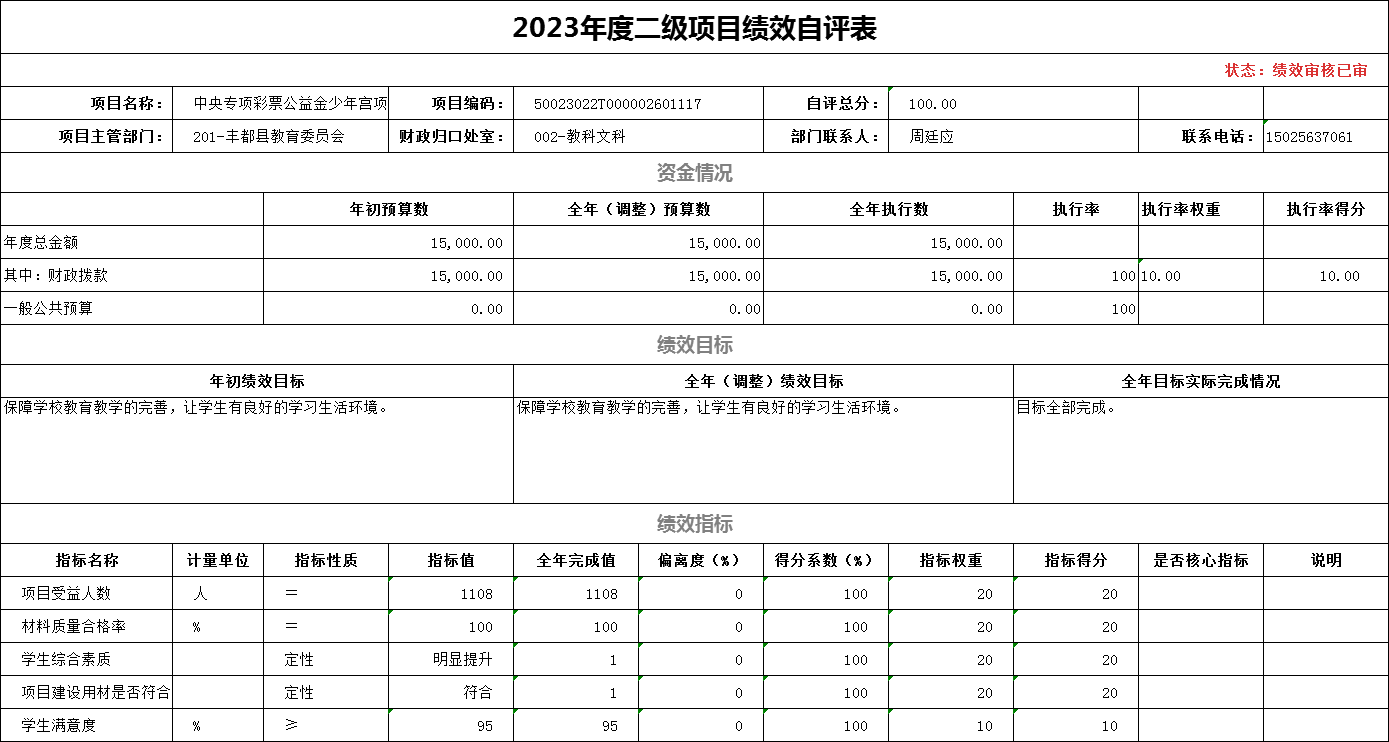 2023年度二级项目绩效自评表
状态：绩效审核已审
项目名称： 中央专项彩票公益金少年宫项 项目编码： 50023022T000002601117 自评总分： 100.00
项目主管部门： 201-丰都县教育委员会 财政归口处室： 002-教科文科 部门联系人： 周廷应 联系电话： 15025637061
资金情况
年初预算数 全年（调整）预算数 全年执行数 执行率 执行率权重 执行率得分
年度总金额 15,000.00 15,000.00 15,000.00
其中：财政拨款 15,000.00 15,000.00 15,000.00 100 10.00 10.00
一般公共预算 0.00 0.00 0.00 100
绩效目标
年初绩效目标 全年（调整）绩效目标 全年目标实际完成情况
保障学校教育教学的完善，让学生有良好的学习生活环境。 保障学校教育教学的完善，让学生有良好的学习生活环境。 目标全部完成。
绩效指标
指标名称 计量单位 指标性质 指标值 全年完成值 偏离度（%） 得分系数（%） 指标权重 指标得分 是否核心指标 说明
项目受益人数 人 ＝ 1108 1108 0 100 20 20
材料质量合格率 % ＝ 100 100 0 100 20 20
学生综合素质 定性 明显提升 1 0 100 20 20
项目建设用材是否符合 定性 符合 1 0 100 20 20
学生满意度 % ≥ 95 95 0 100 10 10